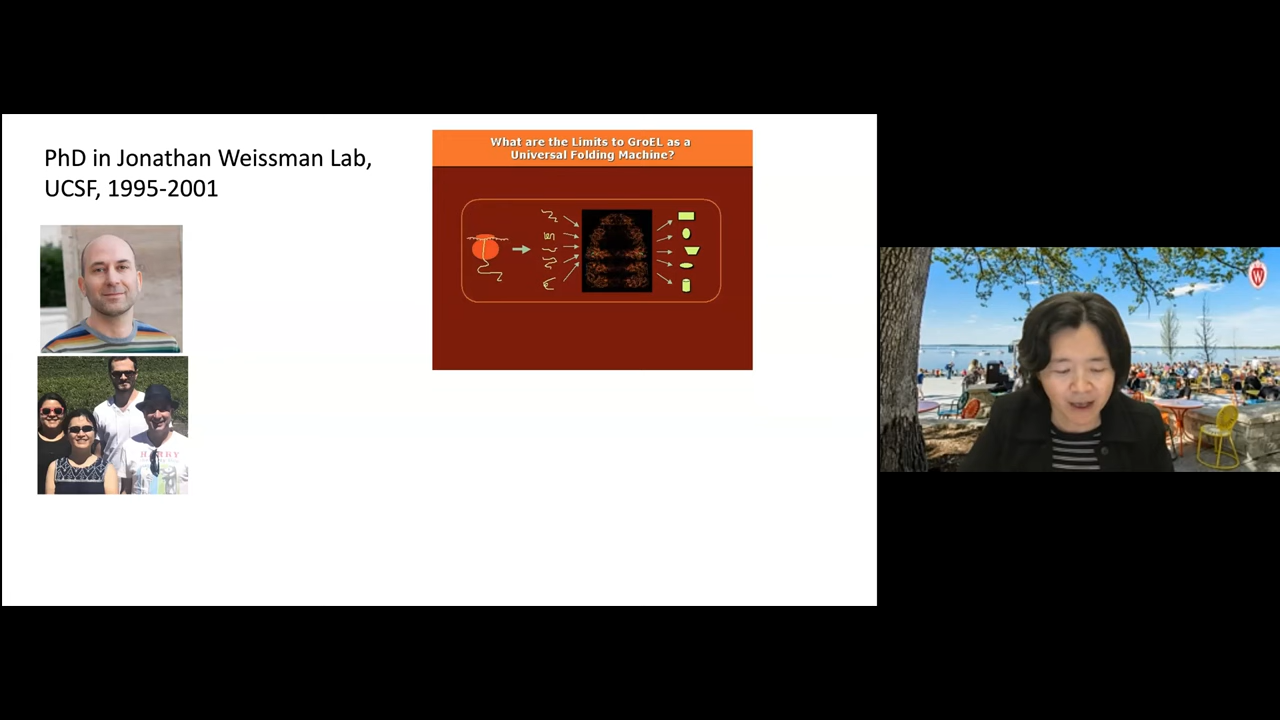 PhD in Jonathan Weissman Lab,
UCSF, 1995-2001
What are the Limits to GroEL as a
Universal Folding Machine?
W